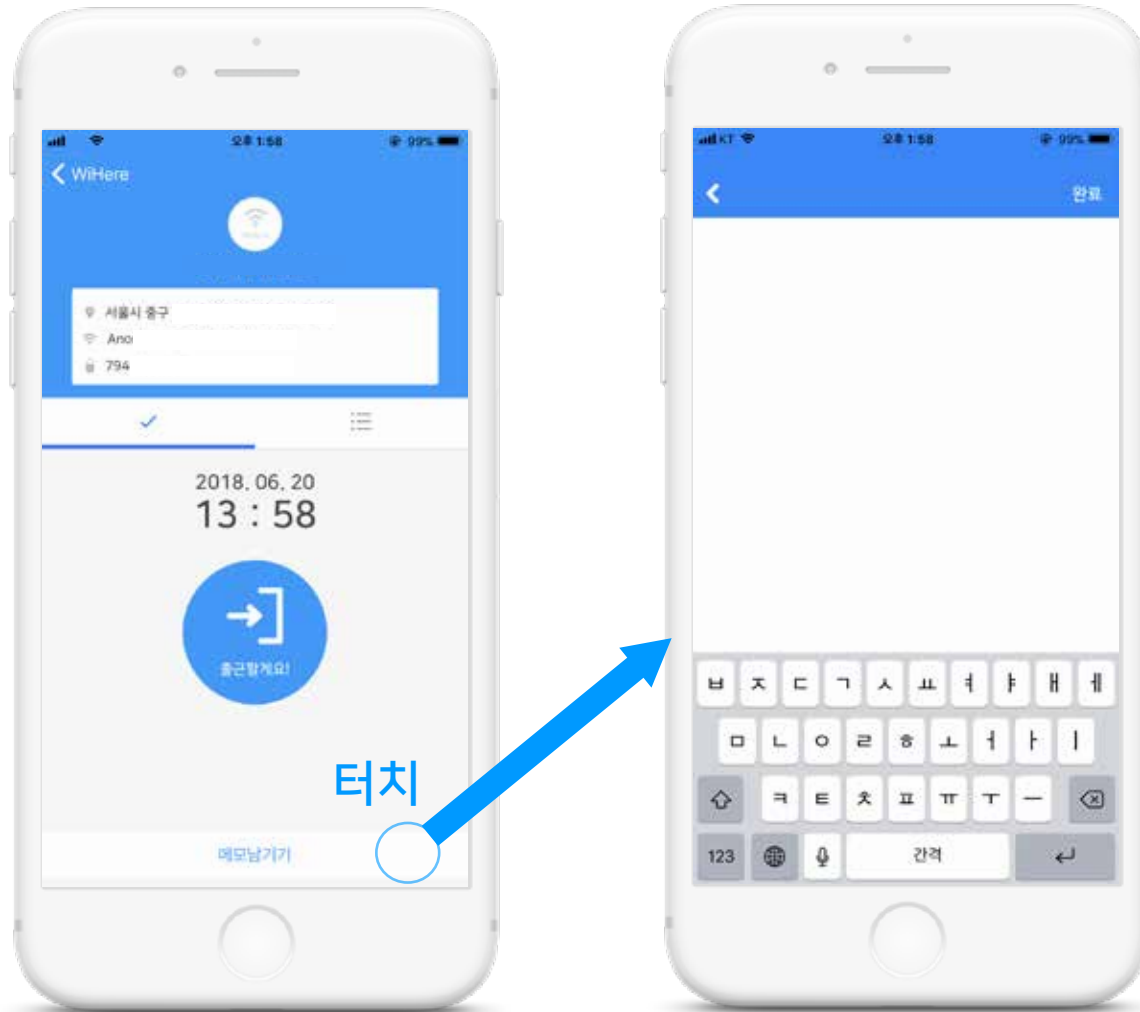 오후 1:58
99%
WiHere
서울시 중구
Ano
794
2018. 06. 20
13 : 58
출근할게요!
터치
메모남기기
KT
오후 1:58
99%
완료
ㅂ ㅈ ㄷ ㄱ ㅅ ㅛ ㅕ ㅑ ㅐ ㅔ
ㅁ ㄴ ㅇ ㄹ ㅎ ㅗ ㅓ ㅏ ㅣ
ㅋ ㅌ ㅊ ㅍ ㅠ ㅜ ㅡ
123
간격